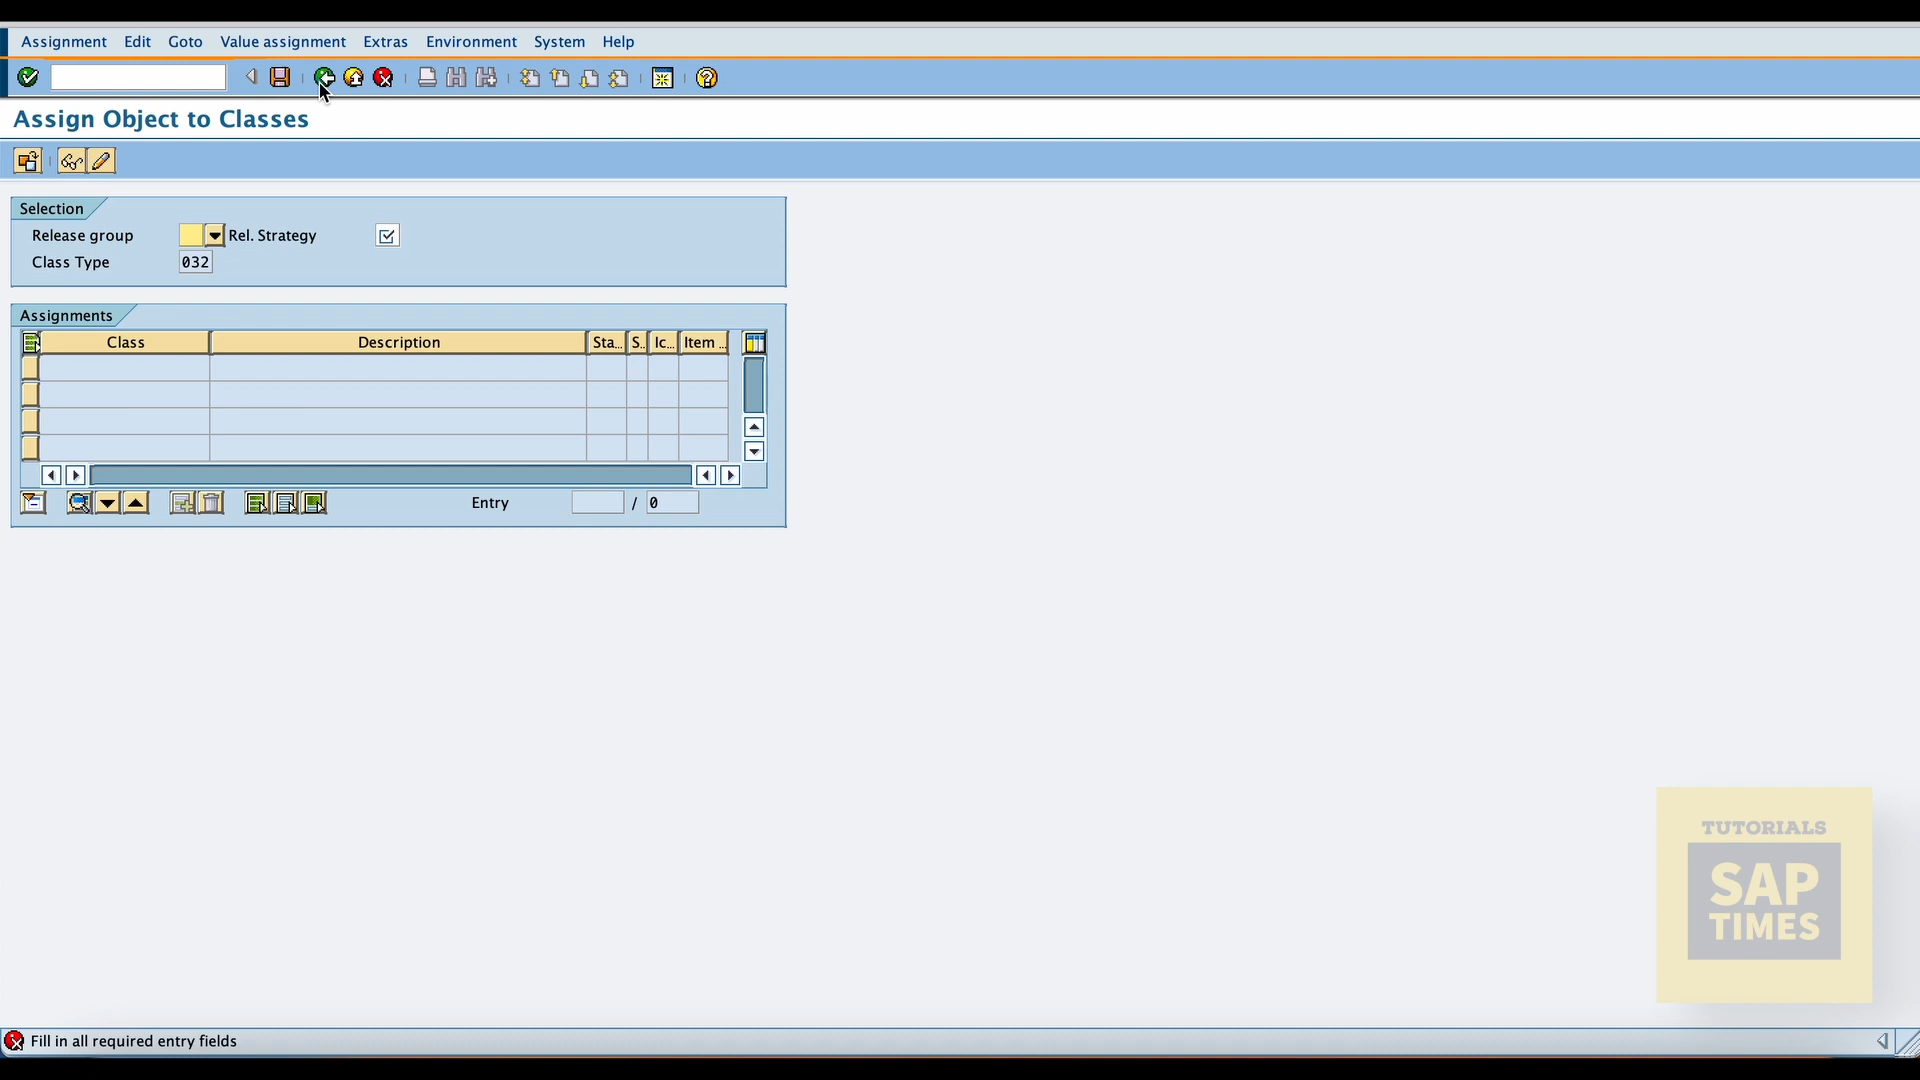 Assignment Edit Goto Value assignment Extras Environment System Help
Assign Object to Classes
Selection
Release group Rel. Strategy
Class Type 032
Assignments
Class Description Sta... S.. Ic... Item ...
Entry / 0
TUTORIALS
SAP
TIMES
Fill in all required entry fields